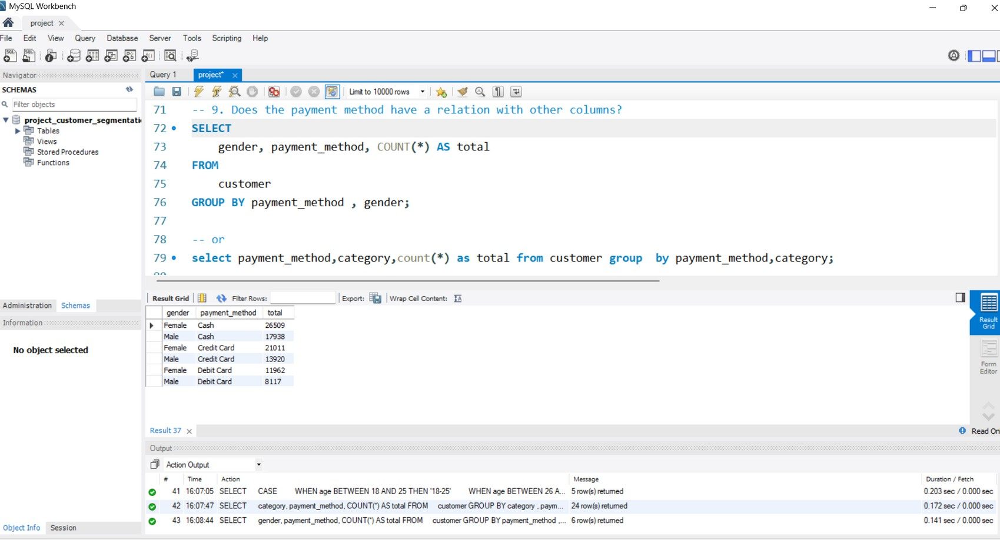 MySQL Workbench
project
File Edit View Query Database Server Tools Scripting Help
Navigator
SCHEMAS
Filter objects
project_customer_segmentati
Tables
Views
Stored Procedures
Functions
Administration Schemas
Information
No object selected
Object Info Session
Query 1 project*
Limit to 10000 rows
71 -- 9. Does the payment method have a relation with other columns?
72 SELECT
73 gender, payment_method, COUNT(*) AS total
74 FROM
75 customer
76 GROUP BY payment_method , gender;
77
78 -- or
79 select payment_method,category,count(*) as total from customer group by payment_method,category;
80
Result Grid Filter Rows: Export: Wrap Cell Content:
gender payment_method total
Female Cash 26509
Male Cash 17938
Female Credit Card 21011
Male Credit Card 13920
Female Debit Card 11962
Male Debit Card 8117
Result Grid
Form Editor
Result 37
Read On
Output
Action Output
# Time Action Message Duration / Fetch
41 16:07:05 SELECT CASE WHEN age BETWEEN 18 AND 25 THEN '18-25' WHEN age BETWEEN 26 A... 5 row(s) returned 0.203 sec / 0.000 sec
42 16:07:47 SELECT category, payment_method, COUNT(*) AS total FROM customer GROUP BY category , paym... 24 row(s) returned 0.172 sec / 0.000 sec
43 16:08:44 SELECT gender, payment_method, COUNT(*) AS total FROM customer GROUP BY payment_method ,... 6 row(s) returned 0.141 sec / 0.000 sec